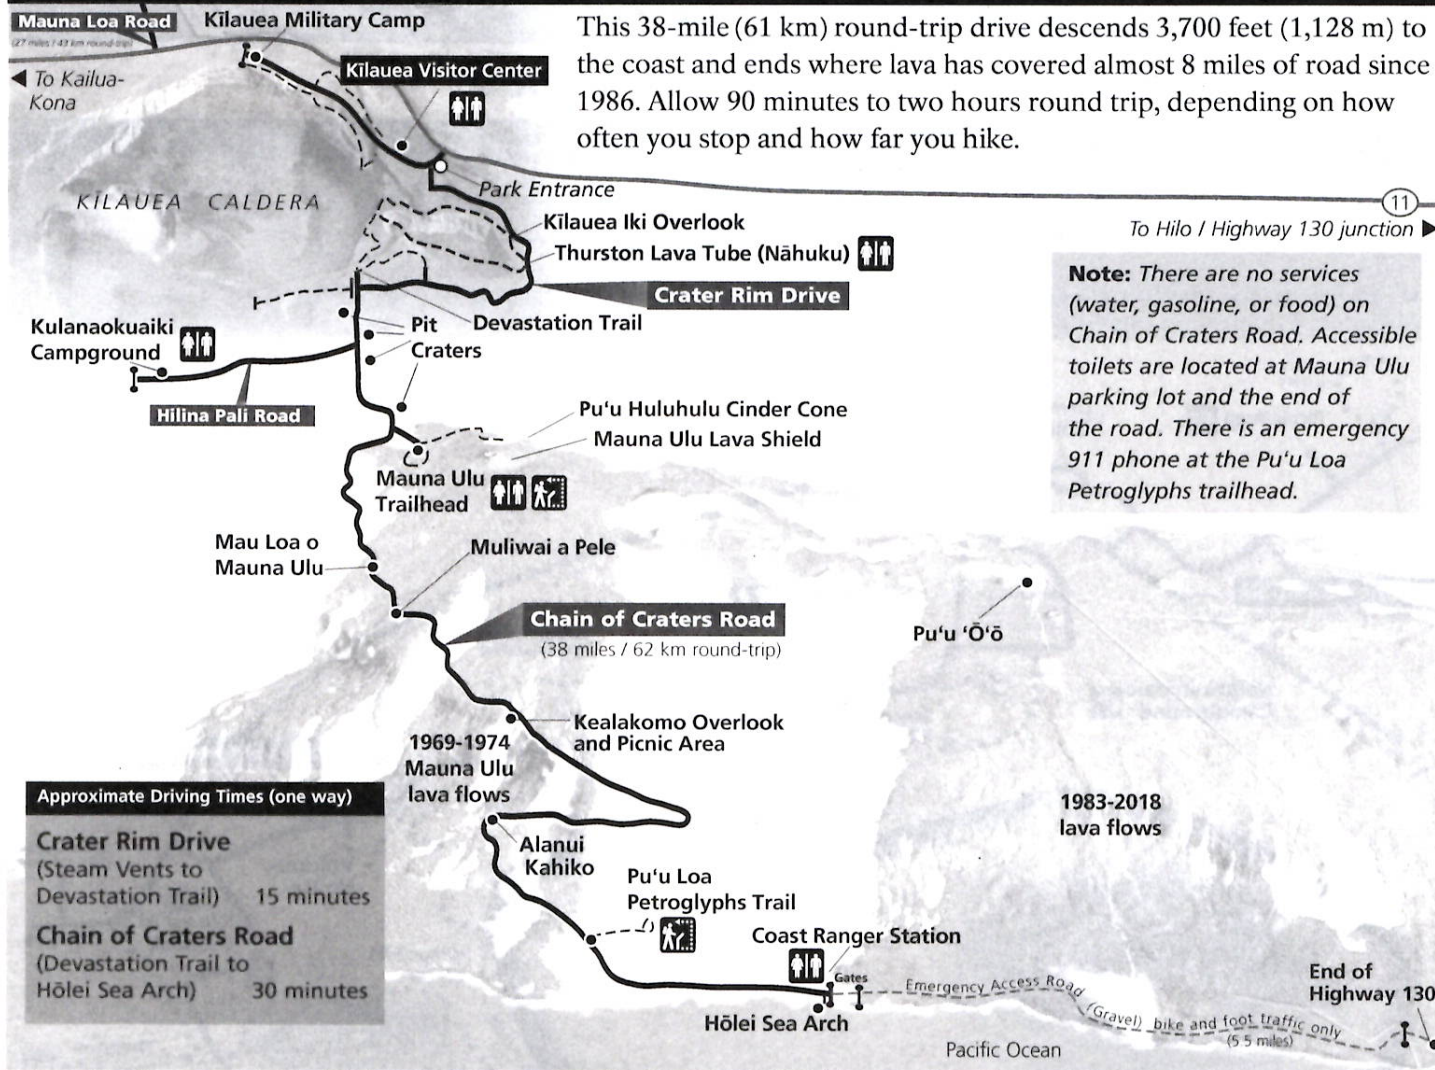 Mauna Loa Road
(27 miles / 43 km round-trip)
Kīlauea Military Camp
◀ To Kailua-
Kona
Kīlauea Visitor Center
This 38-mile (61 km) round-trip drive descends 3,700 feet (1,128 m) to
the coast and ends where lava has covered almost 8 miles of road since
1986. Allow 90 minutes to two hours round trip, depending on how
often you stop and how far you hike.
KĪLAUEA CALDERA
Park Entrance
11
To Hilo / Highway 130 junction ▶
Kīlauea Iki Overlook
Thurston Lava Tube (Nāhuku)
Crater Rim Drive
Note: There are no services
(water, gasoline, or food) on
Chain of Craters Road. Accessible
toilets are located at Mauna Ulu
parking lot and the end of
the road. There is an emergency
911 phone at the Puʻu Loa
Petroglyphs trailhead.
Kulanaokuaiki
Campground
Pit
Craters
Devastation Trail
Hilina Pali Road
Puʻu Huluhulu Cinder Cone
Mauna Ulu Lava Shield
Mauna Ulu
Trailhead
Mau Loa o
Mauna Ulu
Muliwai a Pele
Chain of Craters Road
(38 miles / 62 km round-trip)
Puʻu ʻŌʻō
Kealakomo Overlook
and Picnic Area
1969-1974
Mauna Ulu
lava flows
1983-2018
lava flows
Approximate Driving Times (one way)
Crater Rim Drive
(Steam Vents to
Devastation Trail) 15 minutes
Chain of Craters Road
(Devastation Trail to
Hōlei Sea Arch) 30 minutes
Alanui
Kahiko
Puʻu Loa
Petroglyphs Trail
Coast Ranger Station
Gates
Emergency Access Road
(Gravel) bike and foot traffic only
(5.5 miles)
End of
Highway 130
Hōlei Sea Arch
Pacific Ocean